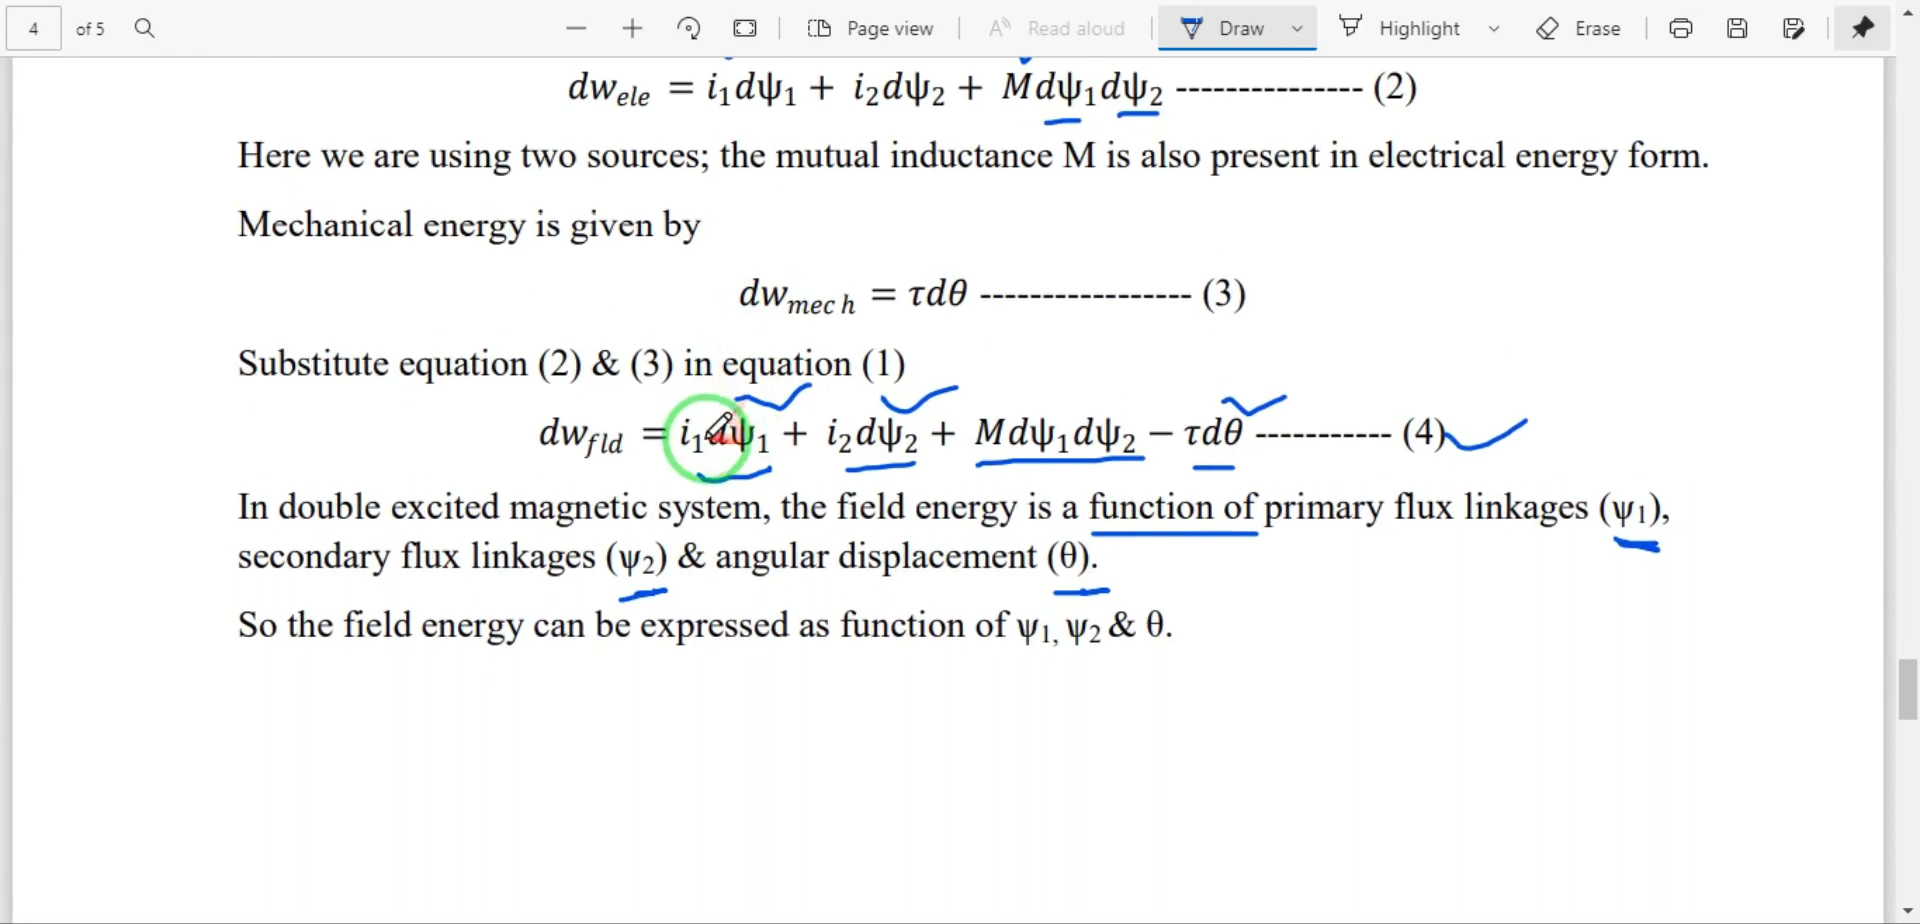 4 of 5 Page view Read aloud Draw Highlight Erase
dw_ele = i₁dψ₁ + i₂dψ₂ + Mdψ₁dψ₂ --------------- (2)
Here we are using two sources; the mutual inductance M is also present in electrical energy form.
Mechanical energy is given by
dw_mec h = τdθ ----------------- (3)
Substitute equation (2) & (3) in equation (1)
dw_fld = i₁dψ₁ + i₂dψ₂ + Mdψ₁dψ₂ − τdθ ----------- (4)
In double excited magnetic system, the field energy is a function of primary flux linkages (ψ₁),
secondary flux linkages (ψ₂) & angular displacement (θ).
So the field energy can be expressed as function of ψ₁, ψ₂ & θ.